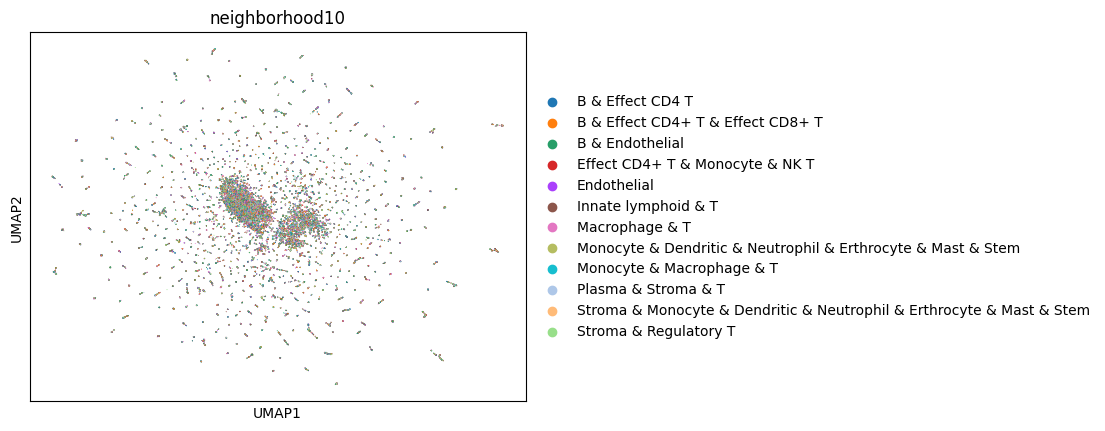 neighborhood10
UMAP2
UMAP1
B & Effect CD4 T
B & Effect CD4+ T & Effect CD8+ T
B & Endothelial
Effect CD4+ T & Monocyte & NK T
Endothelial
Innate lymphoid & T
Macrophage & T
Monocyte & Dendritic & Neutrophil & Erthrocyte & Mast & Stem
Monocyte & Macrophage & T
Plasma & Stroma & T
Stroma & Monocyte & Dendritic & Neutrophil & Erthrocyte & Mast & Stem
Stroma & Regulatory T